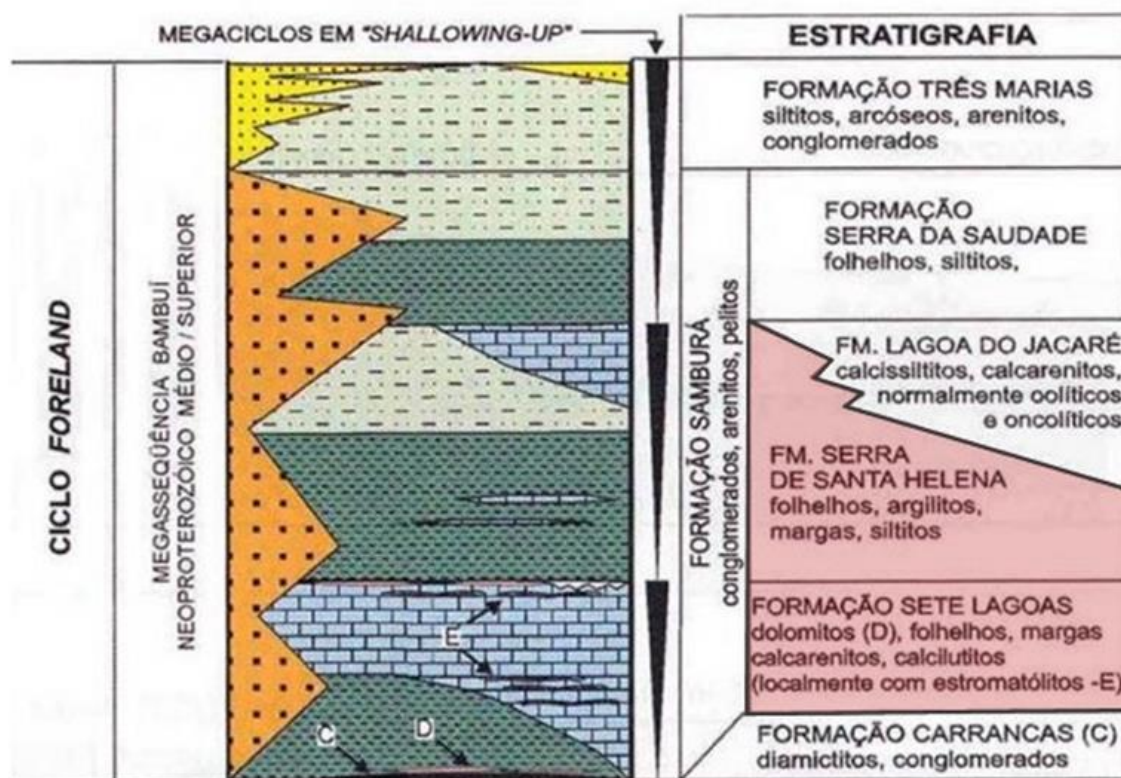 MEGACICLOS EM "SHALLOWING-UP"
ESTRATIGRAFIA
CICLO FORELAND
MEGASSEQÜÊNCIA BAMBUÍ
NEOPROTEROZÓICO MÉDIO / SUPERIOR
E
C
D
FORMAÇÃO SAMBURÁ
conglomerados, arenitos, pelitos
FORMAÇÃO TRÊS MARIAS
siltitos, arcóseos, arenitos,
conglomerados
FORMAÇÃO
SERRA DA SAUDADE
folhelhos, siltitos,
FM. LAGOA DO JACARÉ
calcissiltitos, calcarenitos,
normalmente oolíticos
e oncolíticos
FM. SERRA
DE SANTA HELENA
folhelhos, argilitos,
margas, siltitos
FORMAÇÃO SETE LAGOAS
dolomitos (D), folhelhos, margas
calcarenitos, calcilutitos
(localmente com estromatólitos -E)
FORMAÇÃO CARRANCAS (C)
diamictitos, conglomerados